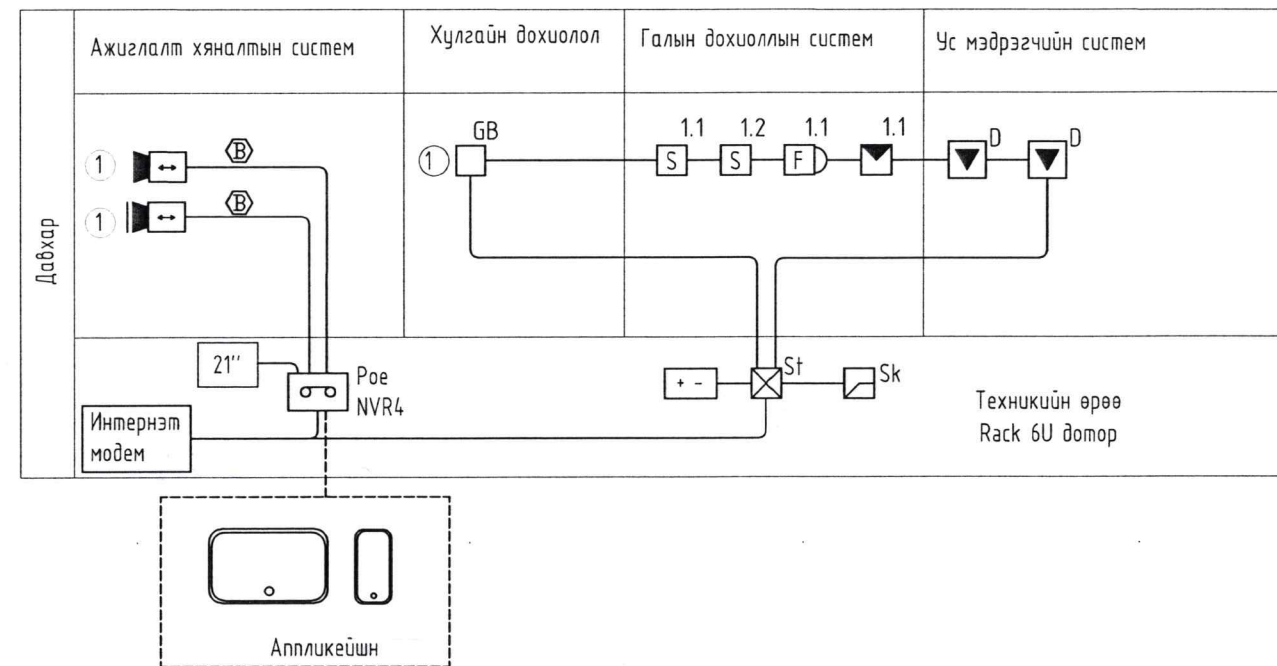 Ажиглалт хяналтын систем
Хулгайн дохиолол
Галын дохиоллын систем
Ус мэдрэгчийн систем
Давхар
1
B
1
B
GB
1
1.1
S
1.2
S
1.1
F
1.1
D
D
21''
Poe
NVR4
Интернэт
модем
+ -
St
Sk
Техникийн өрөө
Rack 6U дотор
Аппликейшн